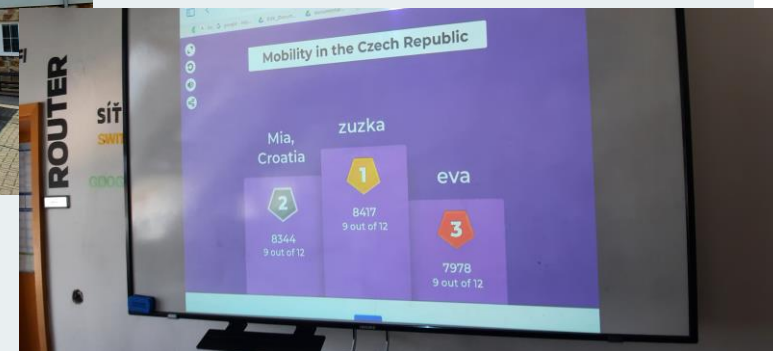 ROUTER
SÍŤ
Mobility in the Czech Republic
zuzka
Mia,
Croatia
eva
1
8417
9 out of 12
2
8344
9 out of 12
3
7978
9 out of 12